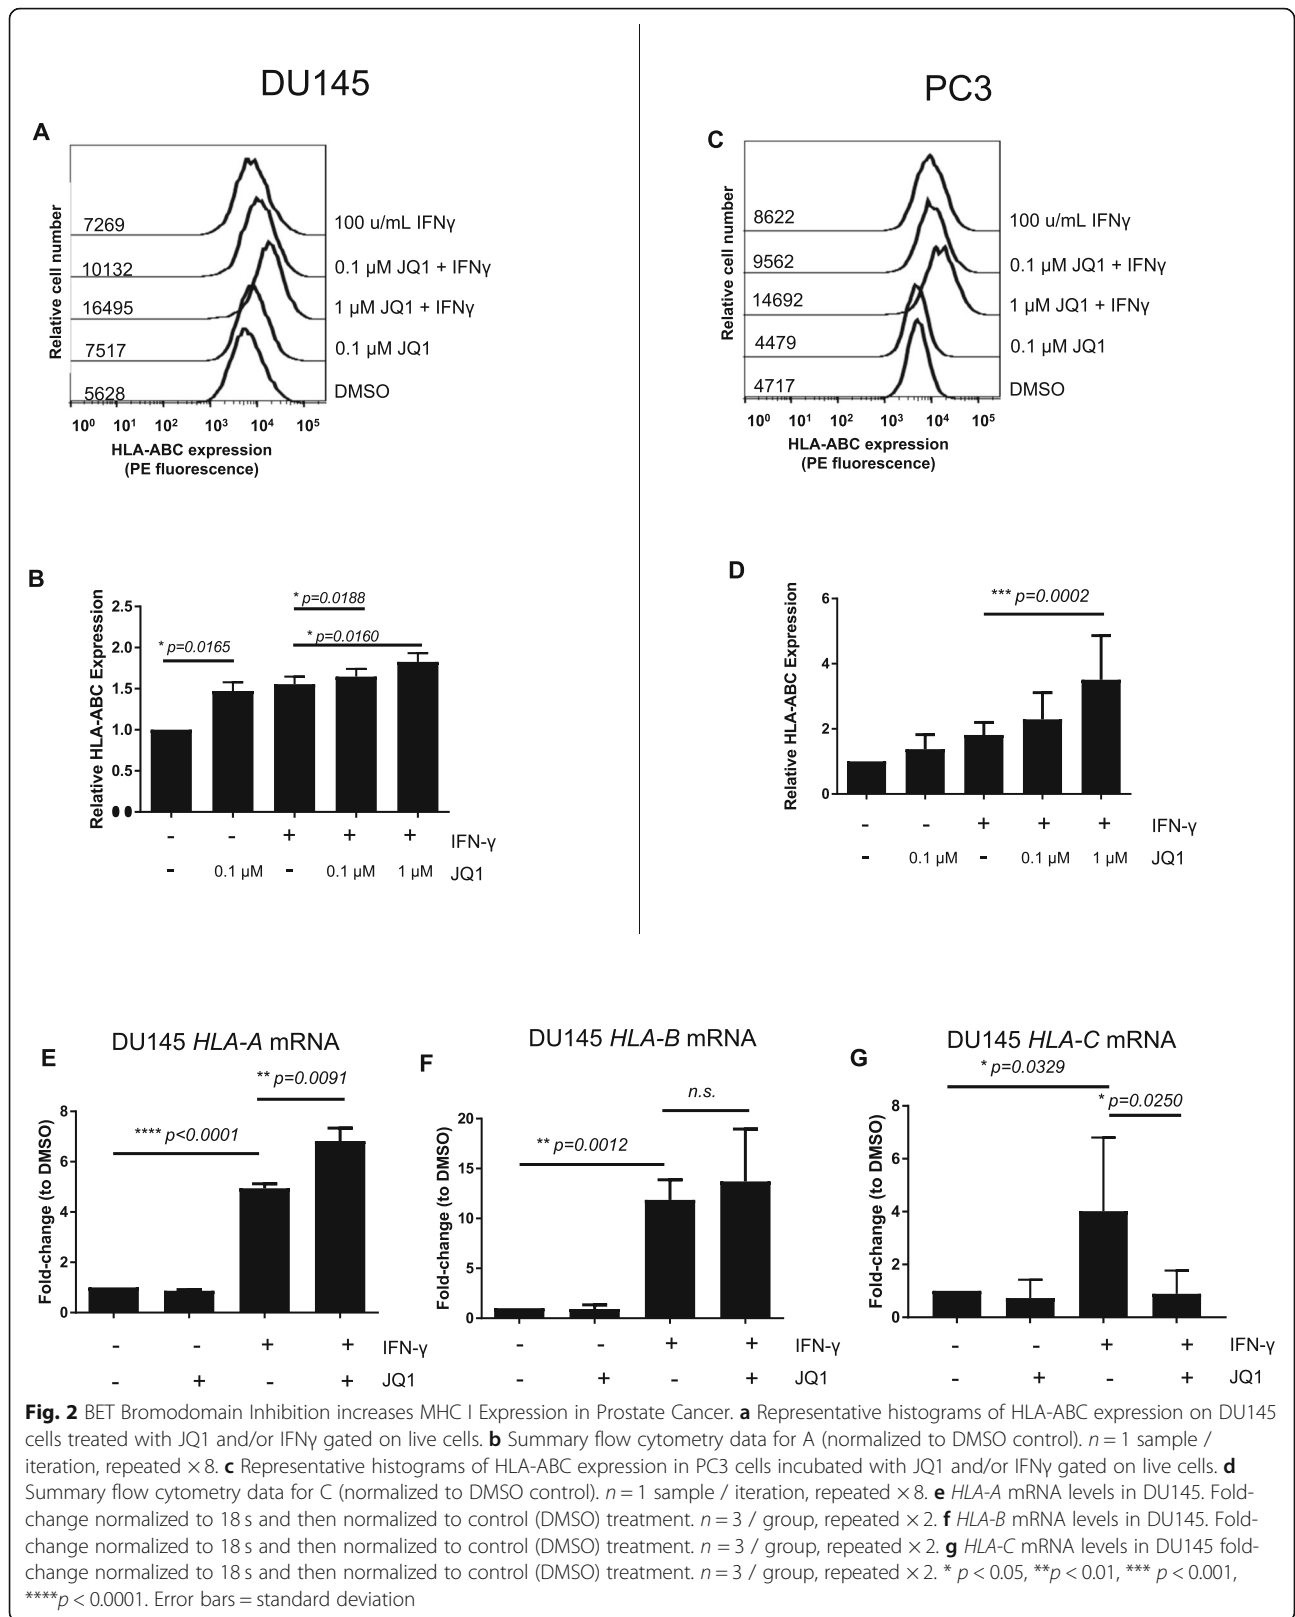 DU145
PC3
A
Relative cell number
7269
10132
16495
7517
5628
100 u/mL IFNγ
0.1 µM JQ1 + IFNγ
1 µM JQ1 + IFNγ
0.1 µM JQ1
DMSO
10⁰ 10¹ 10² 10³ 10⁴ 10⁵
HLA-ABC expression
(PE fluorescence)
C
Relative cell number
8622
9562
14692
4479
4717
100 u/mL IFNγ
0.1 µM JQ1 + IFNγ
1 µM JQ1 + IFNγ
0.1 µM JQ1
DMSO
10⁰ 10¹ 10² 10³ 10⁴ 10⁵
HLA-ABC expression
(PE fluorescence)
B
Relative HLA-ABC Expression
2.5
2.0
1.5
1.0
0.5
0 0
* p=0.0165
* p=0.0188
* p=0.0160
- - + + + IFN-γ
- 0.1 µM - 0.1 µM 1 µM JQ1
D
Relative HLA-ABC Expression
6
4
2
0
*** p=0.0002
- - + + + IFN-γ
- 0.1 µM - 0.1 µM 1 µM JQ1
E
DU145 HLA-A mRNA
Fold-change (to DMSO)
8
6
4
2
0
** p=0.0091
**** p<0.0001
- - + + IFN-γ
- + - + JQ1
F
DU145 HLA-B mRNA
Fold-change (to DMSO)
20
15
10
5
0
n.s.
** p=0.0012
- - + + IFN-γ
- + - + JQ1
G
DU145 HLA-C mRNA
Fold-change (to DMSO)
8
6
4
2
0
* p=0.0329
* p=0.0250
- - + + IFN-γ
- + - + JQ1
Fig. 2 BET Bromodomain Inhibition increases MHC I Expression in Prostate Cancer. a Representative histograms of HLA-ABC expression on DU145
cells treated with JQ1 and/or IFNγ gated on live cells. b Summary flow cytometry data for A (normalized to DMSO control). n = 1 sample /
iteration, repeated × 8. c Representative histograms of HLA-ABC expression in PC3 cells incubated with JQ1 and/or IFNγ gated on live cells. d
Summary flow cytometry data for C (normalized to DMSO control). n = 1 sample / iteration, repeated × 8. e HLA-A mRNA levels in DU145. Fold-
change normalized to 18 s and then normalized to control (DMSO) treatment. n = 3 / group, repeated × 2. f HLA-B mRNA levels in DU145. Fold-
change normalized to 18 s and then normalized to control (DMSO) treatment. n = 3 / group, repeated × 2. g HLA-C mRNA levels in DU145 fold-
change normalized to 18 s and then normalized to control (DMSO) treatment. n = 3 / group, repeated × 2. * p < 0.05, **p < 0.01, *** p < 0.001,
****p < 0.0001. Error bars = standard deviation